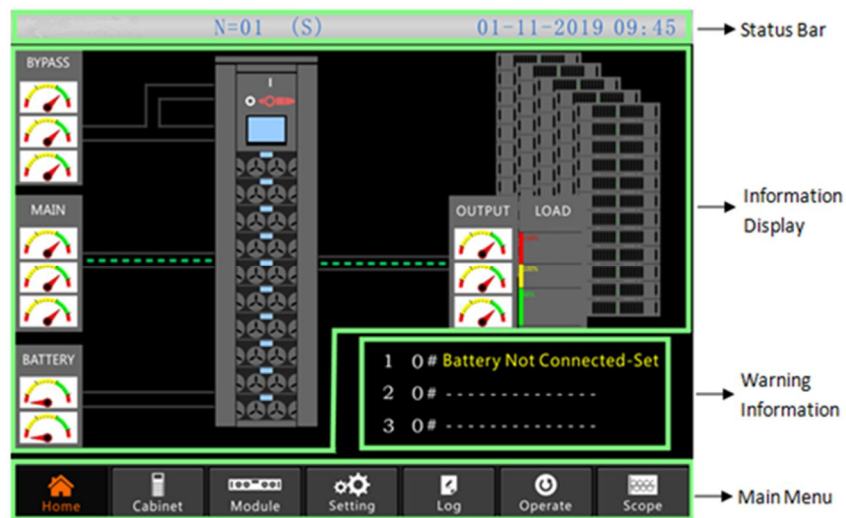 N=01 (S) 01-11-2019 09:45
Status Bar
BYPASS
MAIN
OUTPUT LOAD
100%
Information
Display
BATTERY
1 0# Battery Not Connected-Set
2 0# - - - - - - - - - - - - - -
3 0# - - - - - - - - - - - - - -
Warning
Information
Home Cabinet Module Setting Log Operate Scope
Main Menu